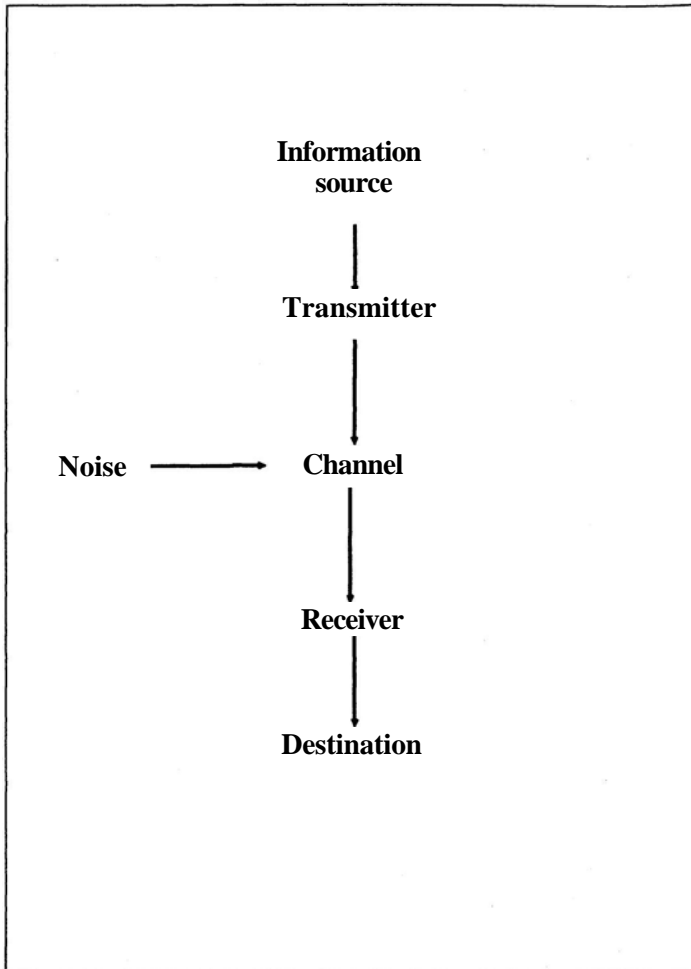 Information
source
Transmitter
Noise
Channel
Receiver
Destination